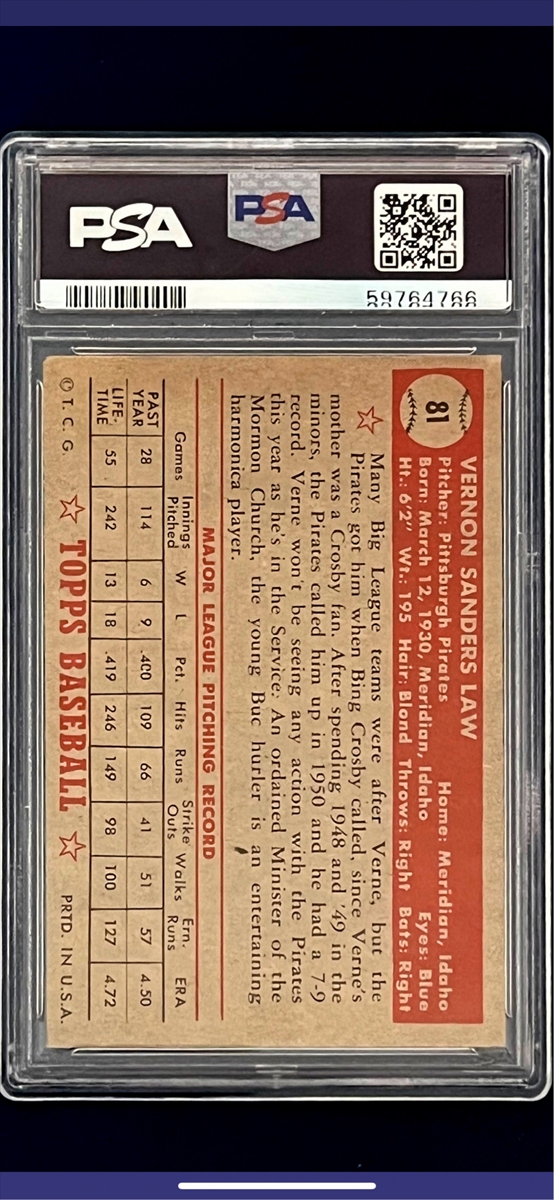 PSA
PSA
59764766
81
VERNON SANDERS LAW
Pitcher: Pittsburgh Pirates Home: Meridian, Idaho
Born: March 12, 1930, Meridian, Idaho Eyes: Blue
Ht.: 6'2" Wt.: 195 Hair: Blond Throws: Right Bats: Right
Many Big League teams were after Verne, but the
Pirates got him when Bing Crosby called, since Verne's
mother was a Crosby fan. After spending 1948 and '49 in the
minors, the Pirates called him up in 1950 and he had a 7-9
record. Verne won't be seeing any action with the Pirates
this year as he's in the Service. An ordained Minister of the
Mormon Church, the young Buc hurler is an entertaining
harmonica player.
MAJOR LEAGUE PITCHING RECORD
Games Innings Pitched W L Pct. Hits Runs Strike Outs Walks Ern. Runs ERA
PAST YEAR 28 114 6 9 .400 109 66 41 51 57 4.50
LIFE-TIME 55 242 13 18 .419 246 149 98 100 127 4.72
© T. C. G. TOPPS BASEBALL PRTD. IN U.S.A.